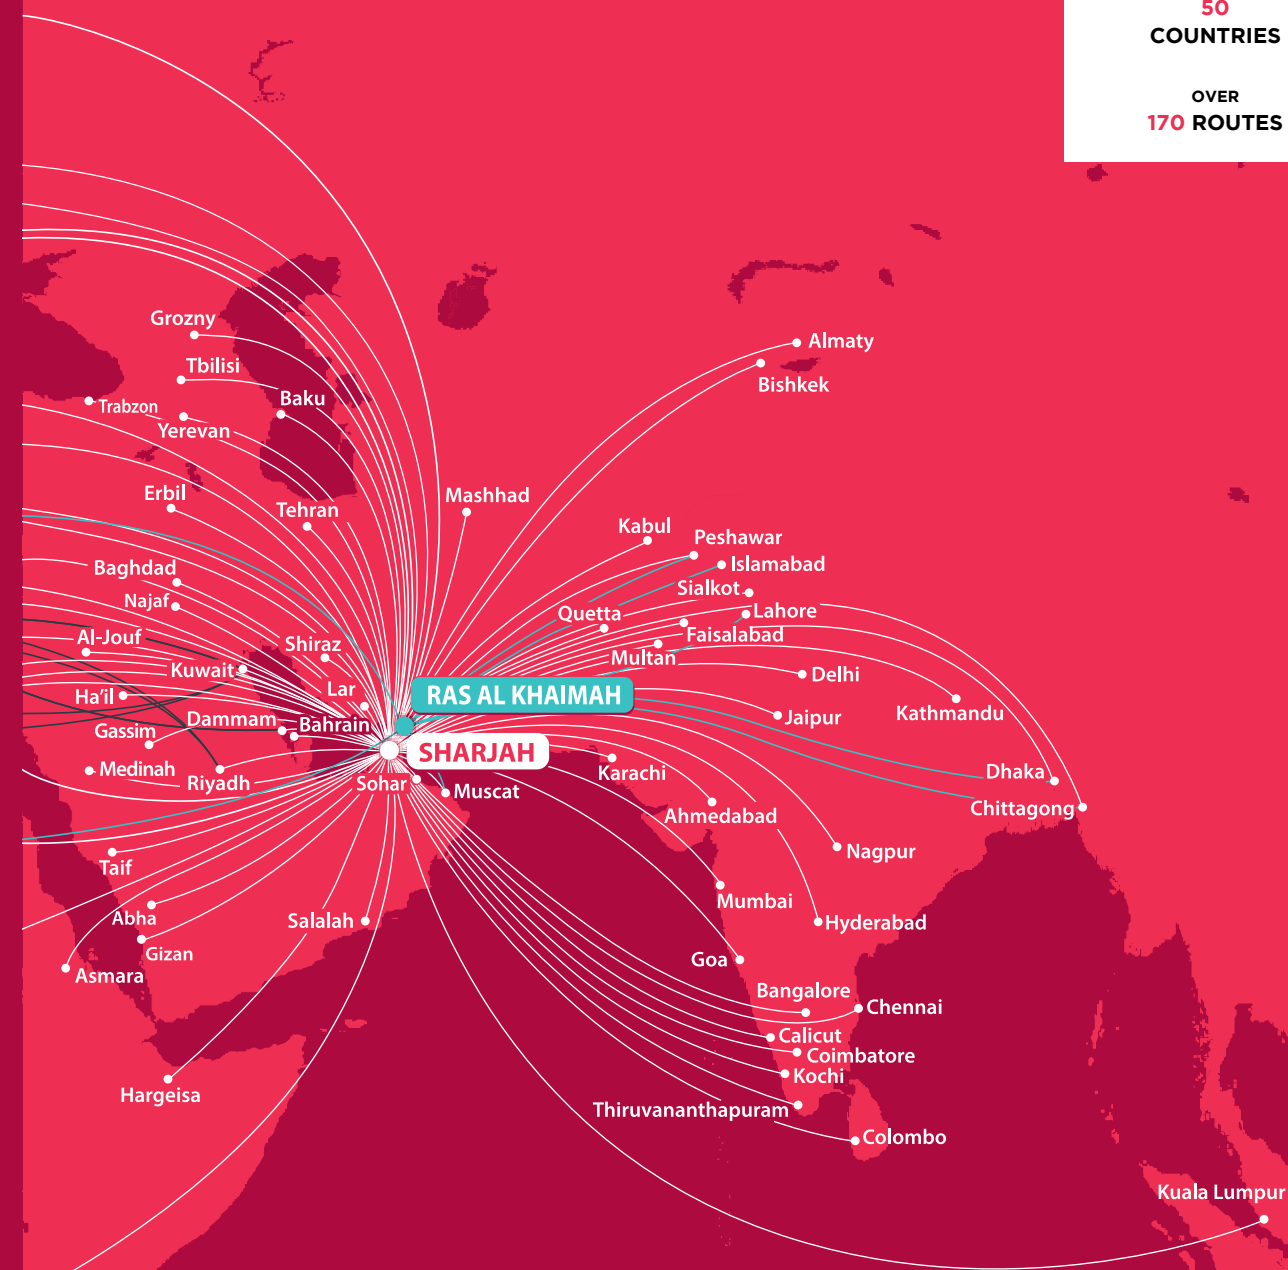 50
COUNTRIES
OVER
170 ROUTES
Grozny
Almaty
Tbilisi
Bishkek
Baku
Trabzon
Yerevan
Erbil
Mashhad
Tehran
Kabul
Peshawar
Islamabad
Baghdad
Sialkot
Najaf
Quetta
Lahore
Al-Jouf
Faisalabad
Shiraz
Multan
Kuwait
Delhi
Ha'il
Lar
RAS AL KHAIMAH
Dammam
Bahrain
Jaipur
Kathmandu
Gassim
SHARJAH
Medinah
Riyadh
Sohar
Karachi
Dhaka
Muscat
Chittagong
Ahmedabad
Taif
Nagpur
Abha
Salalah
Mumbai
Hyderabad
Gizan
Goa
Asmara
Bangalore
Chennai
Calicut
Coimbatore
Kochi
Hargeisa
Thiruvananthapuram
Colombo
Kuala Lumpur